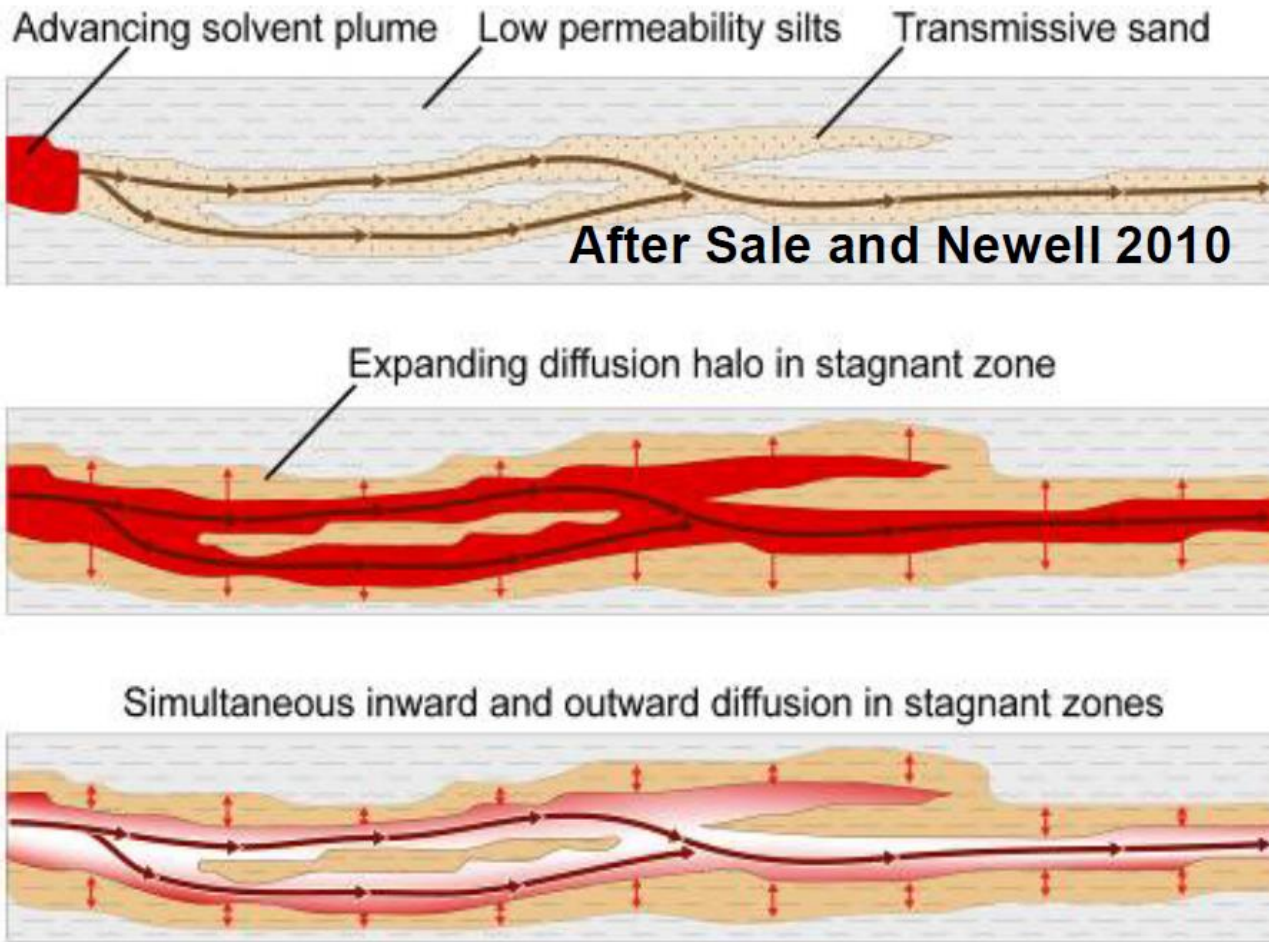 Advancing solvent plume Low permeability silts Transmissive sand
After Sale and Newell 2010
Expanding diffusion halo in stagnant zone
Simultaneous inward and outward diffusion in stagnant zones